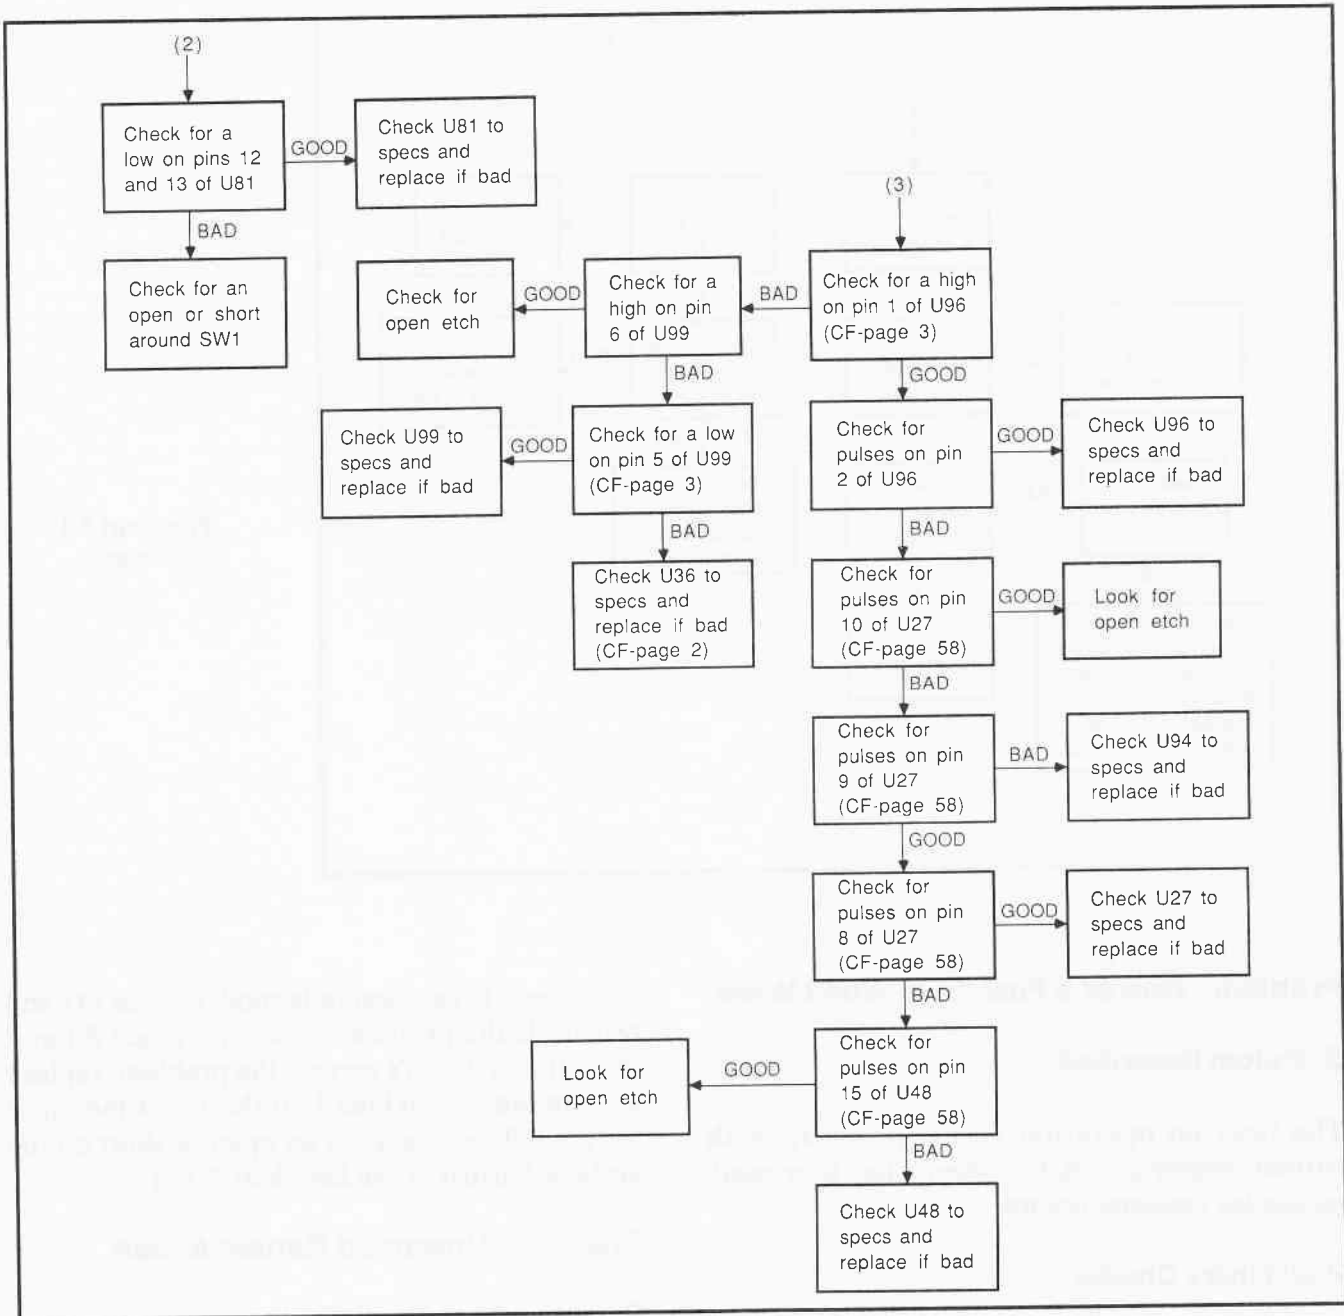 (2)
Check for a
low on pins 12
and 13 of U81
GOOD
Check U81 to
specs and
replace if bad
BAD
Check for an
open or short
around SW1
(3)
Check for a high
on pin 1 of U96
(CF-page 3)
BAD
Check for a
high on pin
6 of U99
GOOD
Check for
open etch
BAD
Check for a low
on pin 5 of U99
(CF-page 3)
GOOD
Check U99 to
specs and
replace if bad
BAD
Check U36 to
specs and
replace if bad
(CF-page 2)
GOOD
Check for
pulses on pin
2 of U96
GOOD
Check U96 to
specs and
replace if bad
BAD
Check for
pulses on pin
10 of U27
(CF-page 58)
GOOD
Look for
open etch
BAD
Check for
pulses on pin
9 of U27
(CF-page 58)
BAD
Check U94 to
specs and
replace if bad
GOOD
Check for
pulses on pin
8 of U27
(CF-page 58)
GOOD
Check U27 to
specs and
replace if bad
BAD
Check for
pulses on pin
15 of U48
(CF-page 58)
GOOD
Look for
open etch
BAD
Check U48 to
specs and
replace if bad